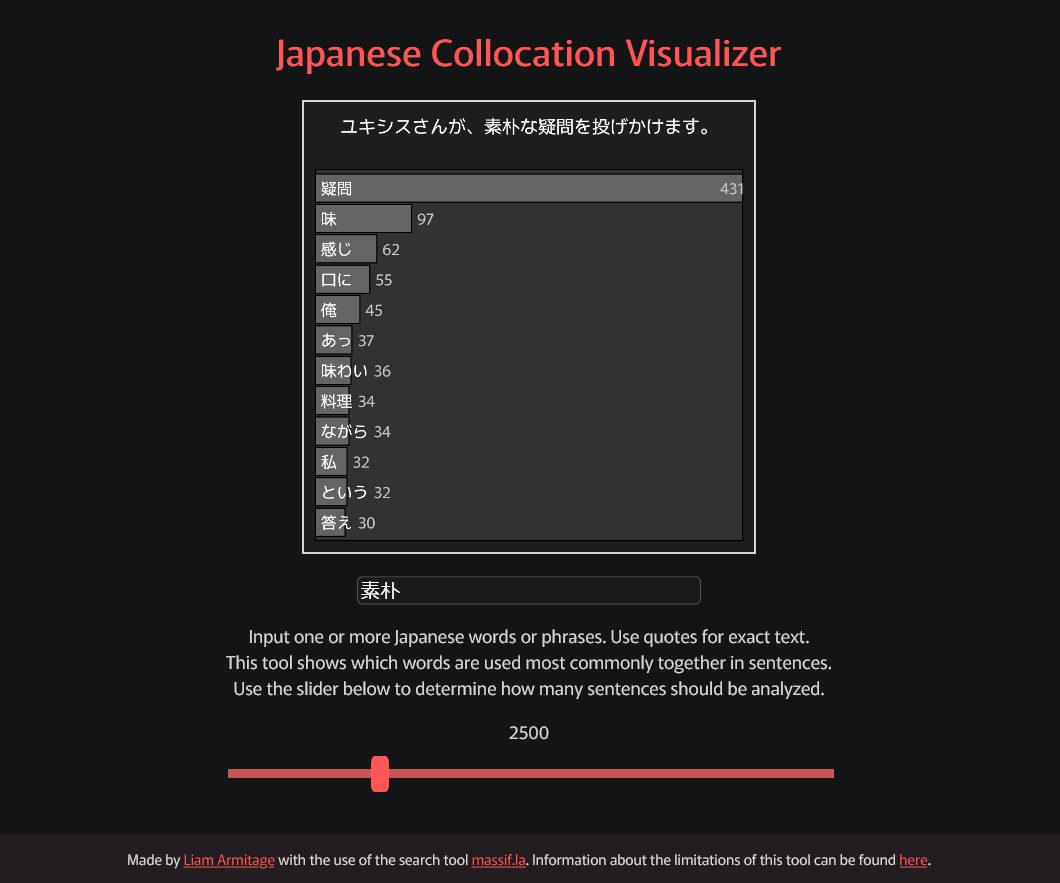 Japanese Collocation Visualizer
ユキシスさんが、素朴な疑問を投げかけます。
疑問 431
味 97
感じ 62
口に 55
俺 45
あっ 37
味わい 36
料理 34
ながら 34
私 32
という 32
答え 30
素朴
Input one or more Japanese words or phrases. Use quotes for exact text.
This tool shows which words are used most commonly together in sentences.
Use the slider below to determine how many sentences should be analyzed.
2500
Made by Liam Armitage with the use of the search tool massif.la. Information about the limitations of this tool can be found here.